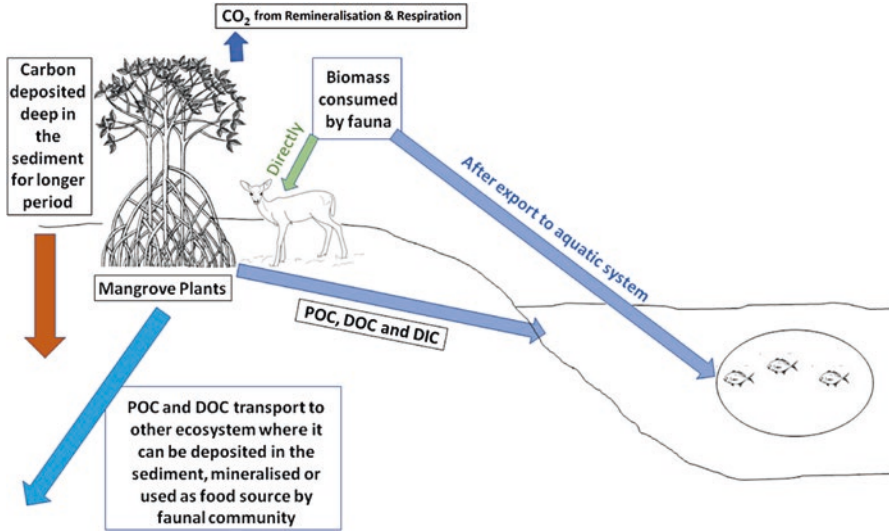 CO₂ from Remineralisation & Respiration
Carbon
deposited
deep in
the
sediment
for longer
period
Biomass
consumed
by fauna
Directly
After export to aquatic system
Mangrove Plants
POC, DOC and DIC
POC and DOC transport to
other ecosystem where it
can be deposited in the
sediment, mineralised or
used as food source by
faunal community